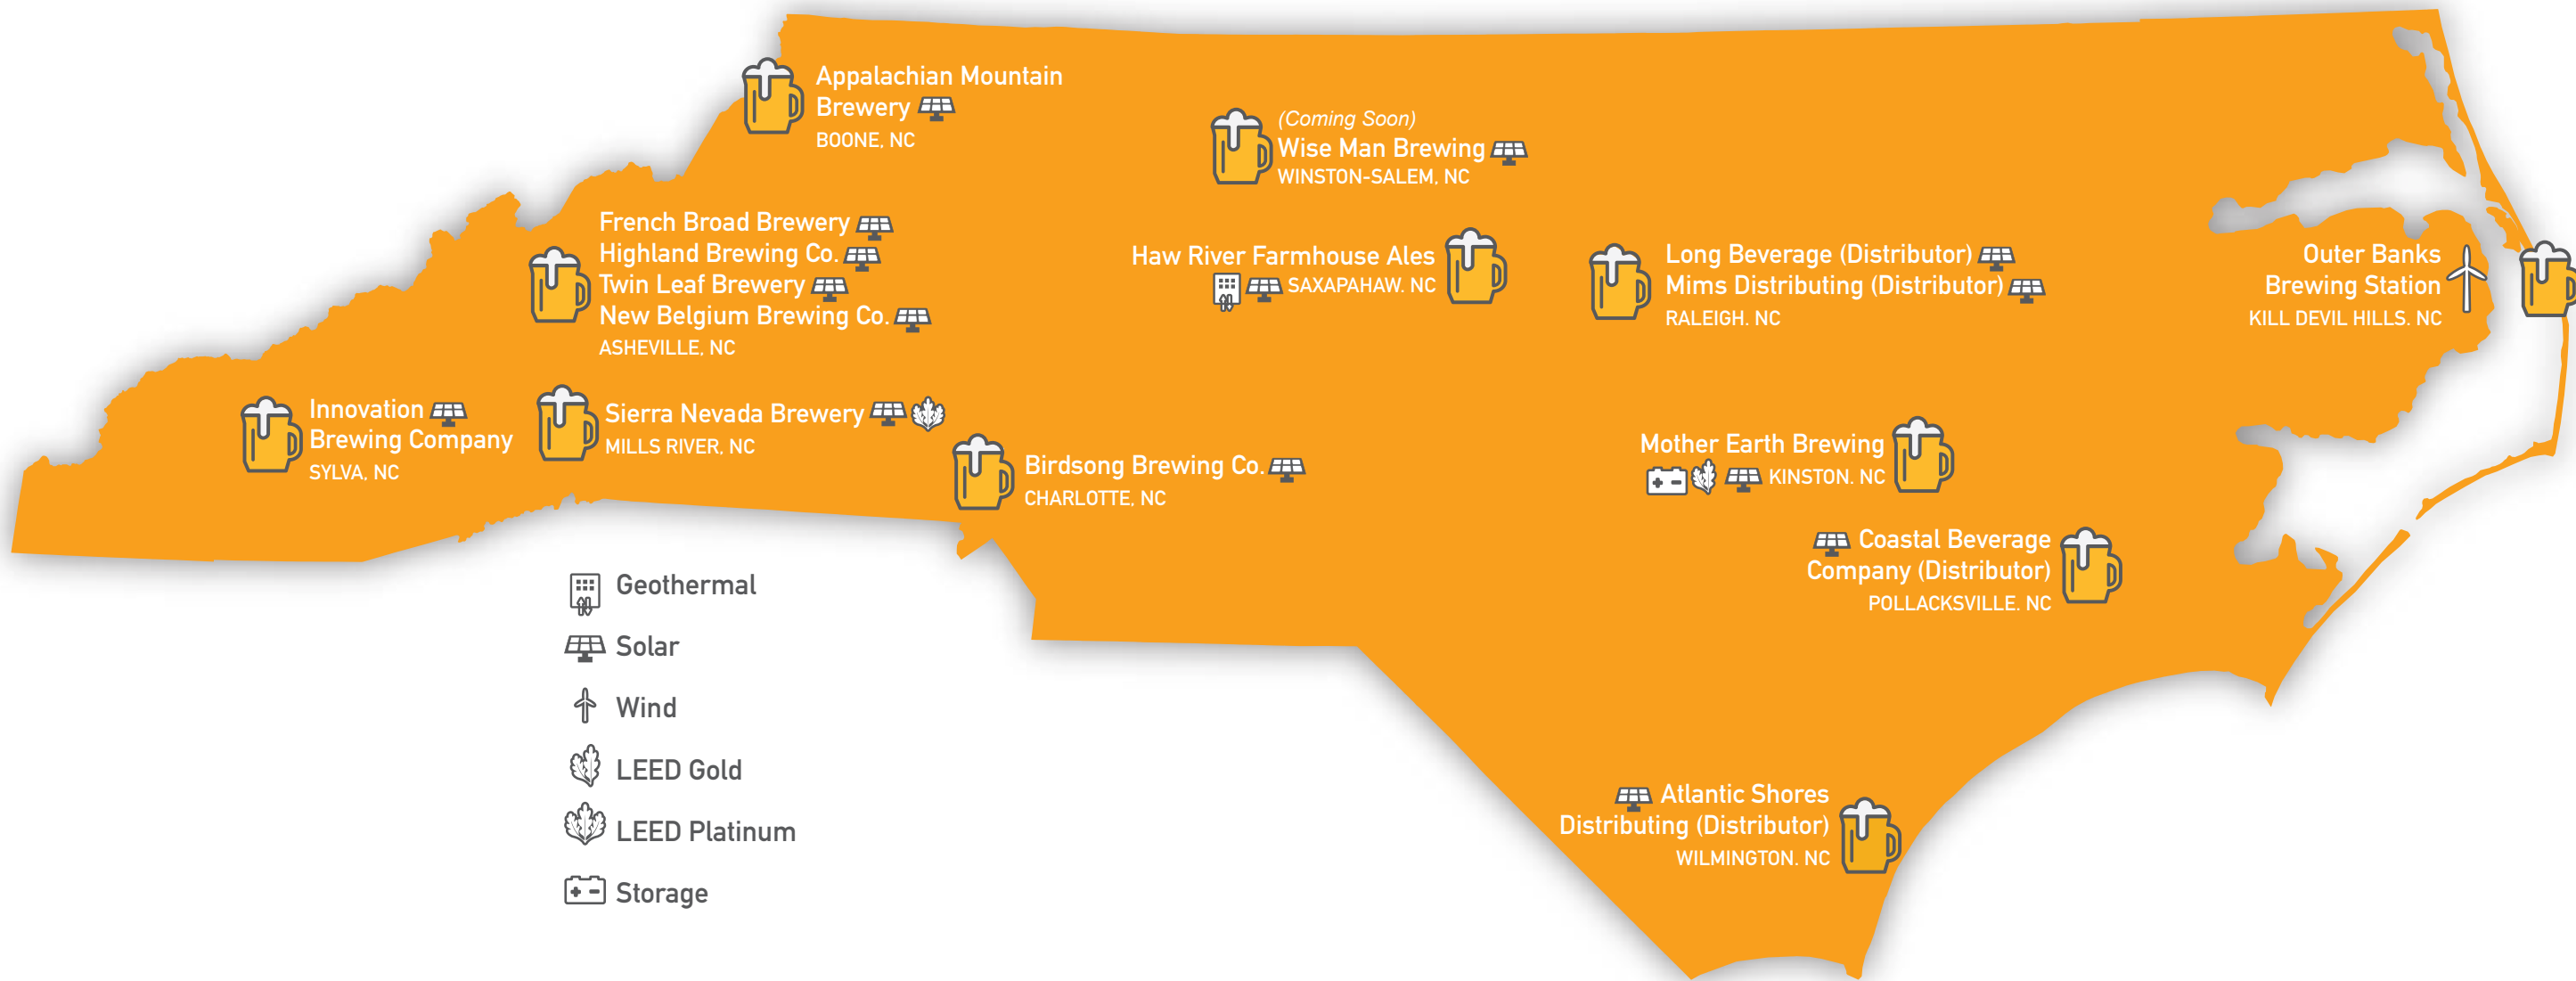 Appalachian Mountain
Brewery
BOONE, NC
(Coming Soon)
Wise Man Brewing
WINSTON-SALEM, NC
French Broad Brewery
Highland Brewing Co.
Twin Leaf Brewery
New Belgium Brewing Co.
ASHEVILLE, NC
Haw River Farmhouse Ales
SAXAPAHAW. NC
Long Beverage (Distributor)
Mims Distributing (Distributor)
RALEIGH. NC
Outer Banks
Brewing Station
KILL DEVIL HILLS. NC
Innovation
Brewing Company
SYLVA, NC
Sierra Nevada Brewery
MILLS RIVER, NC
Birdsong Brewing Co.
CHARLOTTE, NC
Mother Earth Brewing
KINSTON. NC
Coastal Beverage
Company (Distributor)
POLLACKSVILLE. NC
Atlantic Shores
Distributing (Distributor)
WILMINGTON. NC
Geothermal
Solar
Wind
LEED Gold
LEED Platinum
Storage